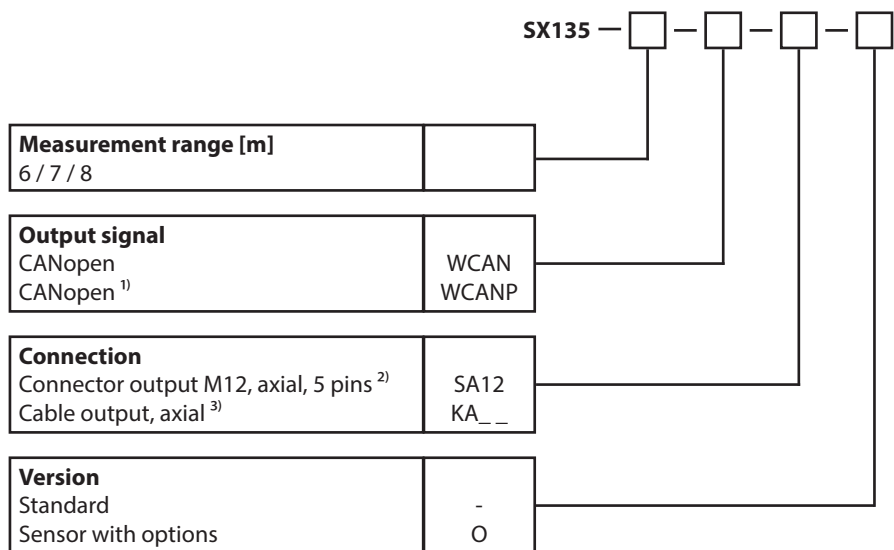 SX135 — □ — □ — □ — □
Measurement range [m]
6 / 7 / 8
Output signal
CANopen WCAN
CANopen ¹⁾ WCANP
Connection
Connector output M12, axial, 5 pins ²⁾ SA12
Cable output, axial ³⁾ KA_ _
Version
Standard -
Sensor with options O